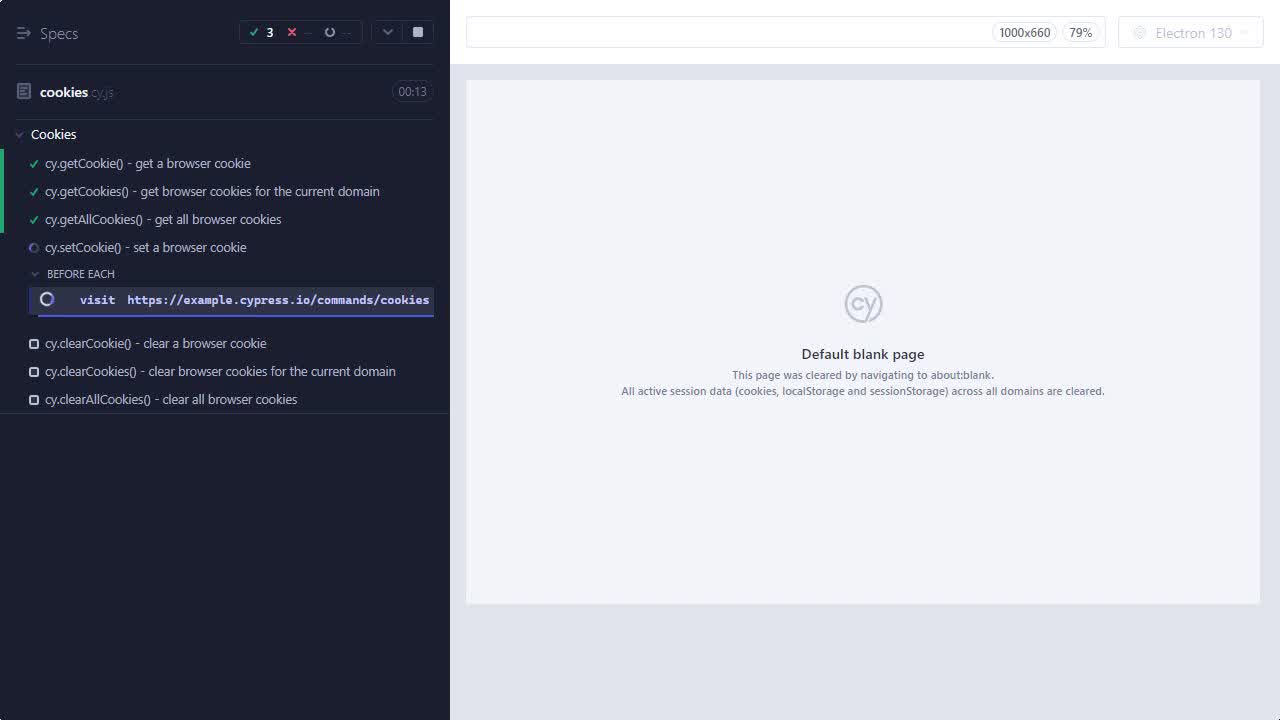 Specs
3 -- --
cookies.cy.js
00:13
Cookies
cy.getCookie() - get a browser cookie
cy.getCookies() - get browser cookies for the current domain
cy.getAllCookies() - get all browser cookies
cy.setCookie() - set a browser cookie
BEFORE EACH
visit https://example.cypress.io/commands/cookies
cy.clearCookie() - clear a browser cookie
cy.clearCookies() - clear browser cookies for the current domain
cy.clearAllCookies() - clear all browser cookies
1000x660 79%
Electron 130
cy
Default blank page
This page was cleared by navigating to about:blank.
All active session data (cookies, localStorage and sessionStorage) across all domains are cleared.